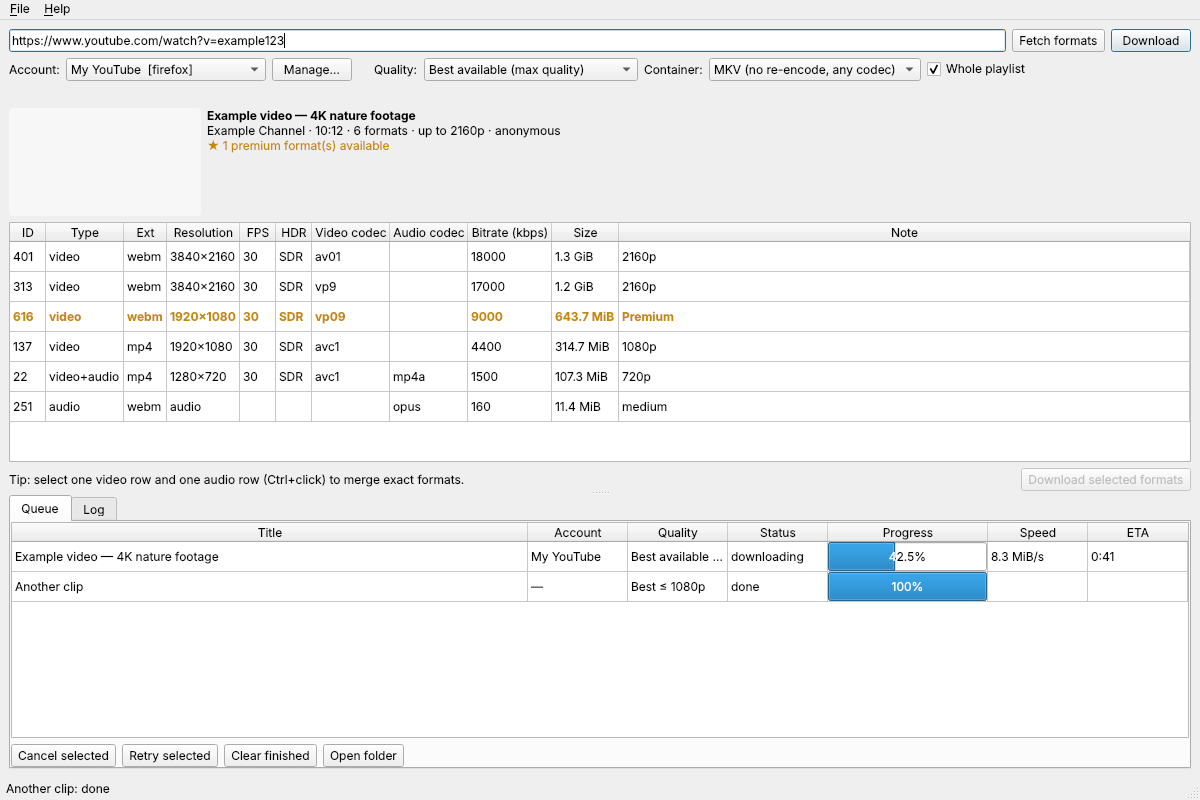 File Help
https://www.youtube.com/watch?v=example123 Fetch formats Download
Account: My YouTube [firefox] Manage... Quality: Best available (max quality) Container: MKV (no re-encode, any codec) Whole playlist
Example video — 4K nature footage
Example Channel · 10:12 · 6 formats · up to 2160p · anonymous
★ 1 premium format(s) available
ID Type Ext Resolution FPS HDR Video codec Audio codec Bitrate (kbps) Size Note
401 video webm 3840×2160 30 SDR av01 18000 1.3 GiB 2160p
313 video webm 3840×2160 30 SDR vp9 17000 1.2 GiB 2160p
616 video webm 1920×1080 30 SDR vp09 9000 643.7 MiB Premium
137 video mp4 1920×1080 30 SDR avc1 4400 314.7 MiB 1080p
22 video+audio mp4 1280×720 30 SDR avc1 mp4a 1500 107.3 MiB 720p
251 audio webm audio opus 160 11.4 MiB medium
Tip: select one video row and one audio row (Ctrl+click) to merge exact formats. Download selected formats
Queue Log
Title Account Quality Status Progress Speed ETA
Example video — 4K nature footage My YouTube Best available ... downloading 42.5% 8.3 MiB/s 0:41
Another clip — Best ≤ 1080p done 100%
Cancel selected Retry selected Clear finished Open folder
Another clip: done